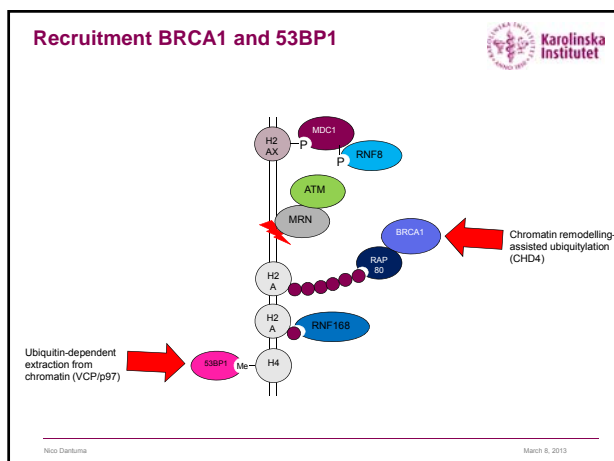 Recruitment BRCA1 and 53BP1
Karolinska
Institutet
MDC1
H2
AX
P
P
RNF8
ATM
MRN
BRCA1
Chromatin remodelling-
assisted ubiquitylation
(CHD4)
RAP
80
H2
A
H2
A
RNF168
Ubiquitin-dependent
extraction from
chromatin (VCP/p97)
53BP1
Me
H4
Nico Dantuma
March 8, 2013